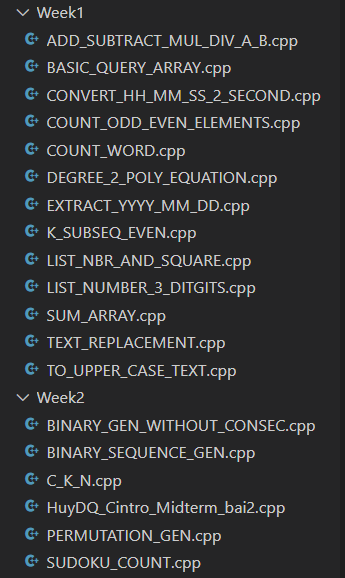 Week1
ADD_SUBTRACT_MUL_DIV_A_B.cpp
BASIC_QUERY_ARRAY.cpp
CONVERT_HH_MM_SS_2_SECOND.cpp
COUNT_ODD_EVEN_ELEMENTS.cpp
COUNT_WORD.cpp
DEGREE_2_POLY_EQUATION.cpp
EXTRACT_YYYY_MM_DD.cpp
K_SUBSEQ_EVEN.cpp
LIST_NBR_AND_SQUARE.cpp
LIST_NUMBER_3_DITGITS.cpp
SUM_ARRAY.cpp
TEXT_REPLACEMENT.cpp
TO_UPPER_CASE_TEXT.cpp
Week2
BINARY_GEN_WITHOUT_CONSEC.cpp
BINARY_SEQUENCE_GEN.cpp
C_K_N.cpp
HuyDQ_Cintro_Midterm_bai2.cpp
PERMUTATION_GEN.cpp
SUDOKU_COUNT.cpp